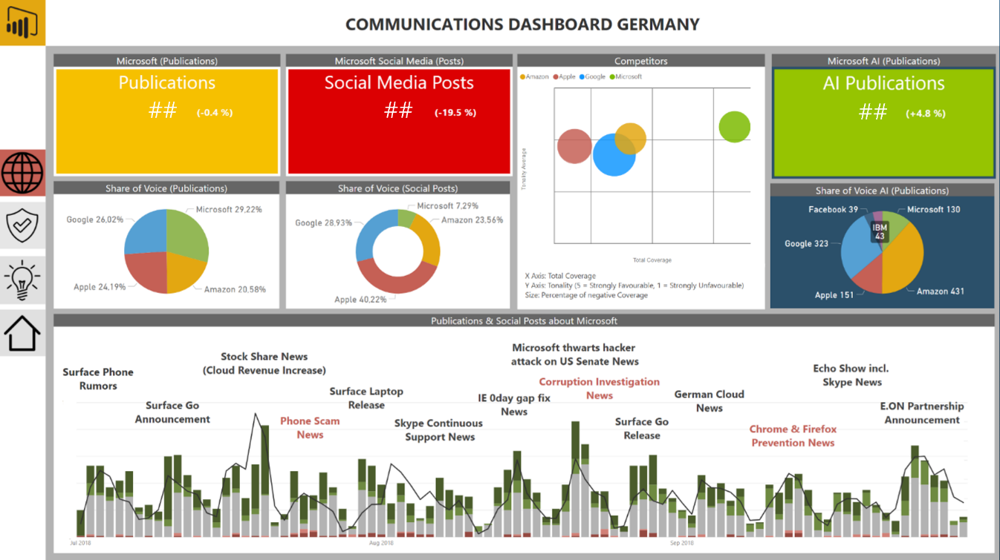 COMMUNICATIONS DASHBOARD GERMANY
Microsoft (Publications)
Publications
## (-0.4 %)
Microsoft Social Media (Posts)
Social Media Posts
## (-19.5 %)
Competitors
Amazon Apple Google Microsoft
Tonality Average
Total Coverage
X Axis: Total Coverage
Y Axis: Tonality (5 = Strongly Favourable, 1 = Strongly Unfavourable)
Size: Percentage of negative Coverage
Microsoft AI (Publications)
AI Publications
## (+4.8 %)
Share of Voice (Publications)
Microsoft 29,22%
Google 26,02%
Apple 24,19%
Amazon 20,58%
Share of Voice (Social Posts)
Microsoft 7,29%
Google 28,93%
Amazon 23,56%
Apple 40,22%
Share of Voice AI (Publications)
Facebook 39
Microsoft 130
IBM
43
Google 323
Apple 151
Amazon 431
Publications & Social Posts about Microsoft
Surface Phone
Rumors
Surface Go
Announcement
Stock Share News
(Cloud Revenue Increase)
Phone Scam
News
Surface Laptop
Release
Skype Continuous
Support News
IE 0day gap fix
News
Microsoft thwarts hacker
attack on US Senate News
Corruption Investigation
News
Surface Go
Release
German Cloud
News
Chrome & Firefox
Prevention News
Echo Show incl.
Skype News
E.ON Partnership
Announcement
Jul 2018
Aug 2018
Sep 2018